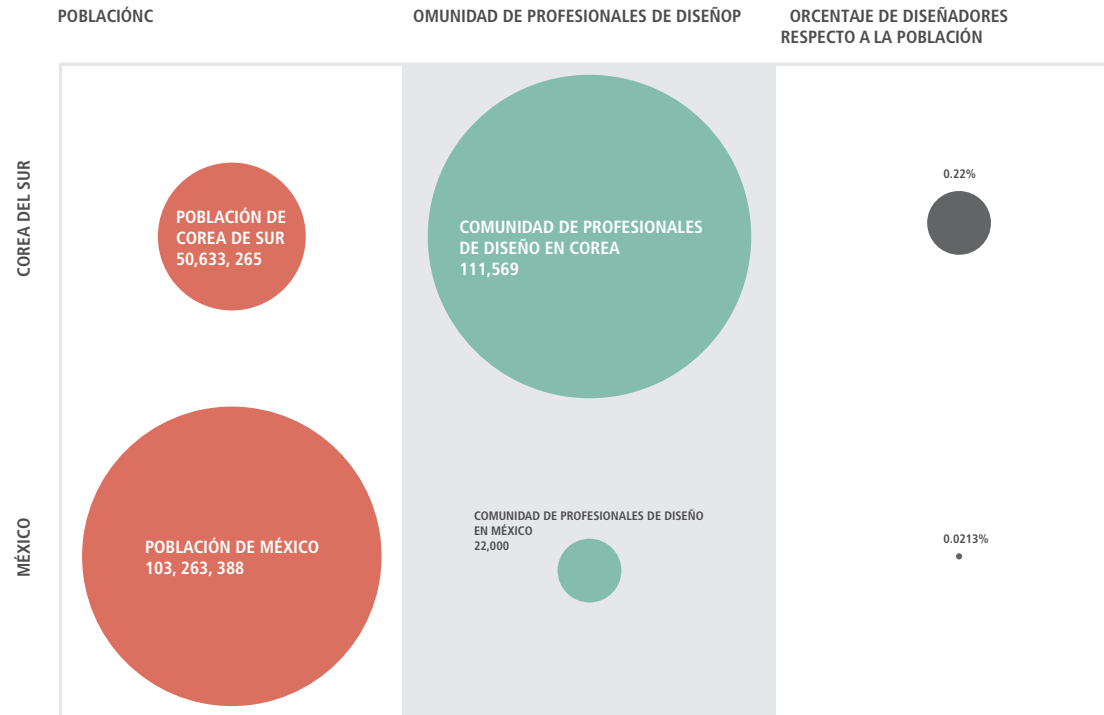 POBLACIÓNC
OMUNIDAD DE PROFESIONALES DE DISEÑOP
ORCENTAJE DE DISEÑADORES
RESPECTO A LA POBLACIÓN
COREA DEL SUR
POBLACIÓN DE
COREA DE SUR
50,633, 265
COMUNIDAD DE PROFESIONALES
DE DISEÑO EN COREA
111,569
0.22%
MÉXICO
POBLACIÓN DE MÉXICO
103, 263, 388
COMUNIDAD DE PROFESIONALES DE DISEÑO
EN MÉXICO
22,000
0.0213%